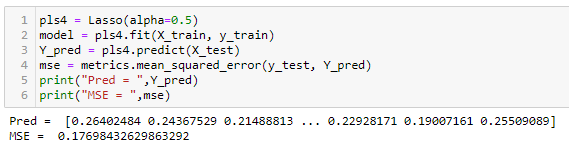 1 pls4 = Lasso(alpha=0.5)
2 model = pls4.fit(X_train, y_train)
3 Y_pred = pls4.predict(X_test)
4 mse = metrics.mean_squared_error(y_test, Y_pred)
5 print("Pred = ",Y_pred)
6 print("MSE = ",mse)
Pred =  [0.26402484 0.24367529 0.21488813 ... 0.22928171 0.19007161 0.25509089]
MSE =  0.17698432629863292